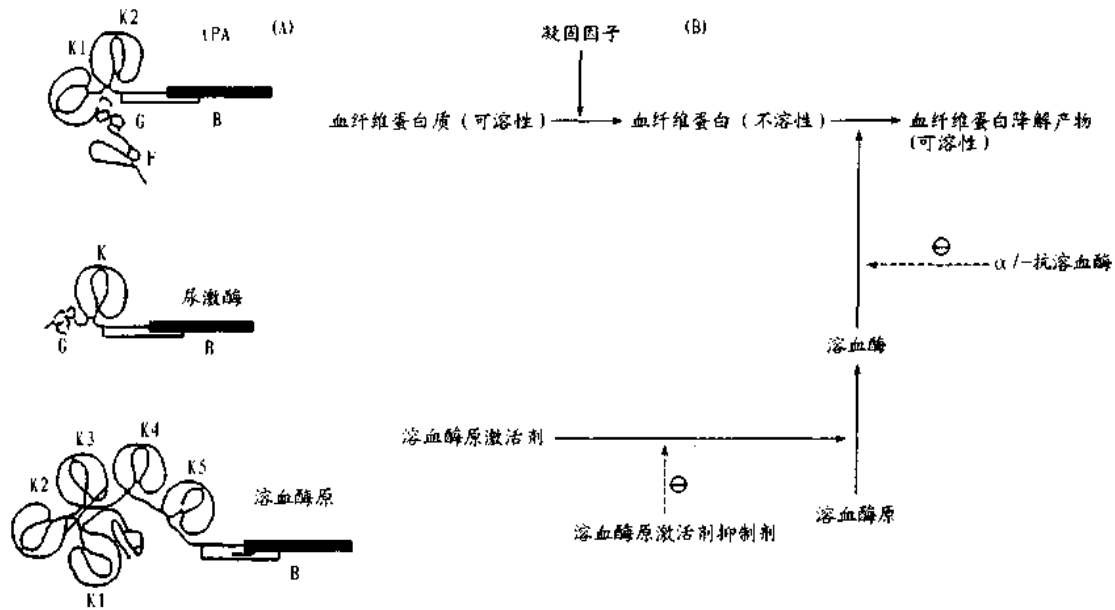 K2
tPA
(A)
K1
G
B
F
K
尿激酶
G
B
K3
K4
K2
K5
溶血酶原
B
K1
凝固因子
(B)
血纤维蛋白质（可溶性）
血纤维蛋白（不溶性）
血纤维蛋白降解产物
(可溶性）
⊖
α/-抗溶血酶
溶血酶
溶血酶原激活剂
⊖
溶血酶原激活剂抑制剂
溶血酶原